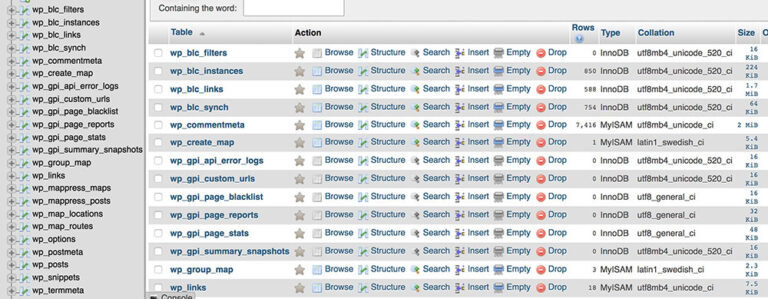 wp_blc_filters
wp_blc_instances
wp_blc_links
wp_blc_synch
wp_commentmeta
wp_create_map
wp_gpi_api_error_logs
wp_gpi_custom_urls
wp_gpi_page_blacklist
wp_gpi_page_reports
wp_gpi_page_stats
wp_gpi_summary_snapshots
wp_group_map
wp_links
wp_mappress_maps
wp_mappress_posts
wp_map_locations
wp_map_routes
wp_options
wp_postmeta
wp_posts
wp_snippets
wp_termmeta
Containing the word:
Table Action Rows Type Collation Size
wp_blc_filters Browse Structure Search Insert Empty Drop 0 InnoDB utf8mb4_unicode_520_ci 16 KiB
wp_blc_instances Browse Structure Search Insert Empty Drop 850 InnoDB utf8mb4_unicode_520_ci 224 KiB
wp_blc_links Browse Structure Search Insert Empty Drop 588 InnoDB utf8mb4_unicode_520_ci 1.7 MiB
wp_blc_synch Browse Structure Search Insert Empty Drop 754 InnoDB utf8mb4_unicode_520_ci 64 KiB
wp_commentmeta Browse Structure Search Insert Empty Drop 7,416 MyISAM utf8mb4_unicode_ci 2 MiB
wp_create_map Browse Structure Search Insert Empty Drop 1 MyISAM latin1_swedish_ci 5.4 KiB
wp_gpi_api_error_logs Browse Structure Search Insert Empty Drop 0 InnoDB utf8mb4_unicode_520_ci 16 KiB
wp_gpi_custom_urls Browse Structure Search Insert Empty Drop 0 InnoDB utf8mb4_unicode_520_ci 16 KiB
wp_gpi_page_blacklist Browse Structure Search Insert Empty Drop 0 InnoDB utf8_general_ci 16 KiB
wp_gpi_page_reports Browse Structure Search Insert Empty Drop 0 InnoDB utf8_general_ci 32 KiB
wp_gpi_page_stats Browse Structure Search Insert Empty Drop 0 InnoDB utf8_general_ci 48 KiB
wp_gpi_summary_snapshots Browse Structure Search Insert Empty Drop 0 InnoDB utf8mb4_unicode_520_ci 16 KiB
wp_group_map Browse Structure Search Insert Empty Drop 3 MyISAM latin1_swedish_ci 2.3 KiB
wp_links Browse Structure Search Insert Empty Drop 18 MyISAM utf8mb4_unicode_ci 7.5 KiB
Console